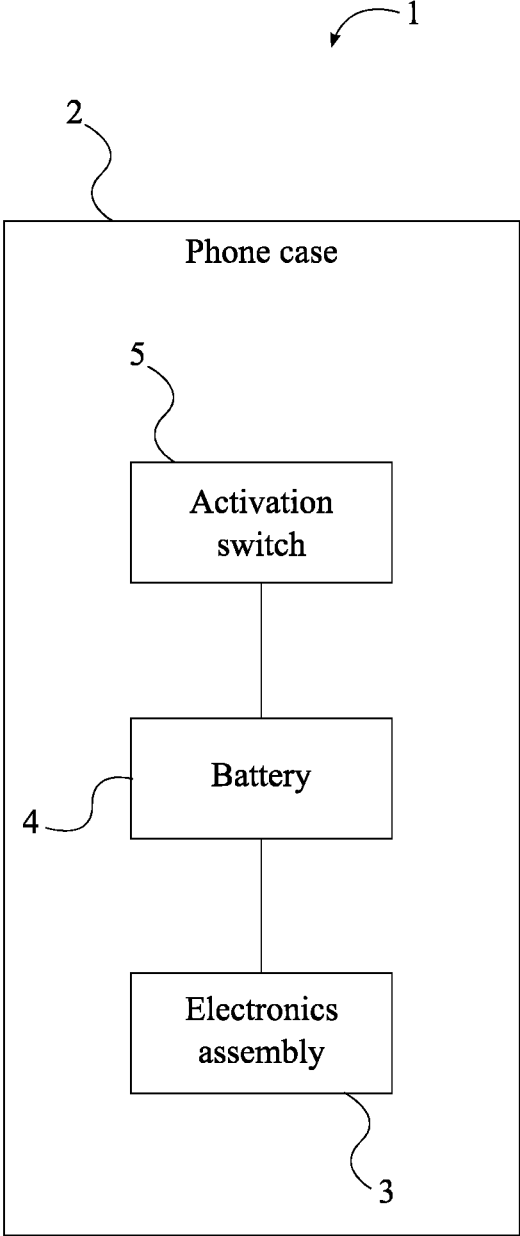 1
2
Phone case
5
Activation
switch
Battery
4
Electronics
assembly
3